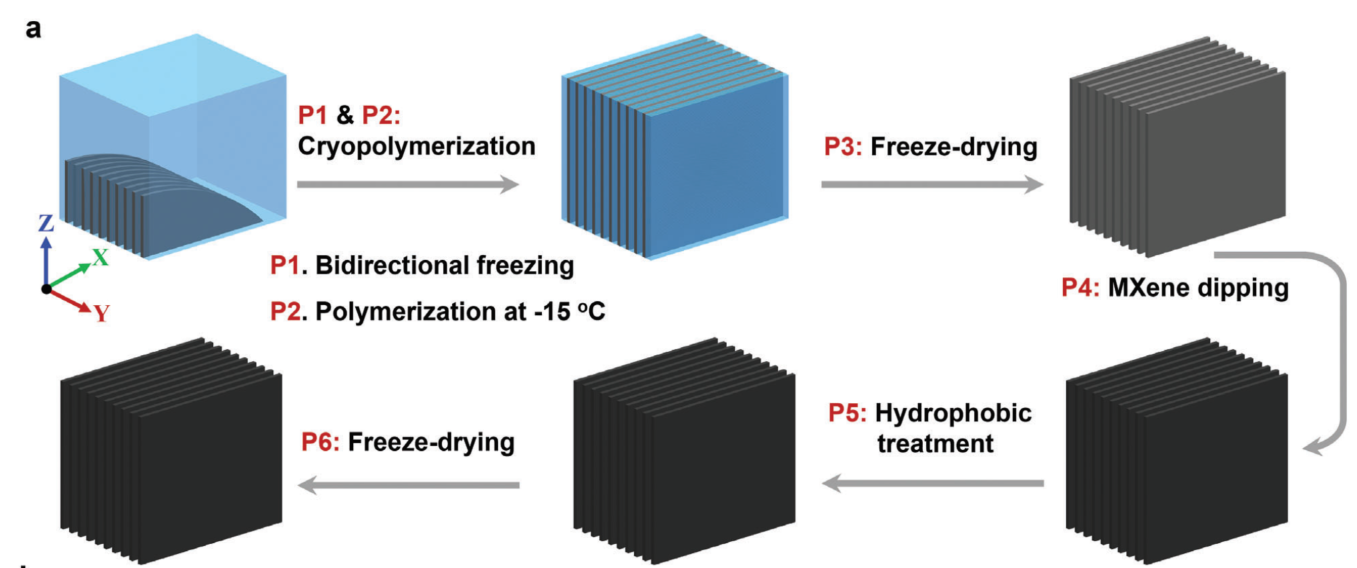 a
P1 & P2:
Cryopolymerization
P3: Freeze-drying
Z
X
Y
P1. Bidirectional freezing
P2. Polymerization at -15 °C
P4: MXene dipping
P5: Hydrophobic
treatment
P6: Freeze-drying